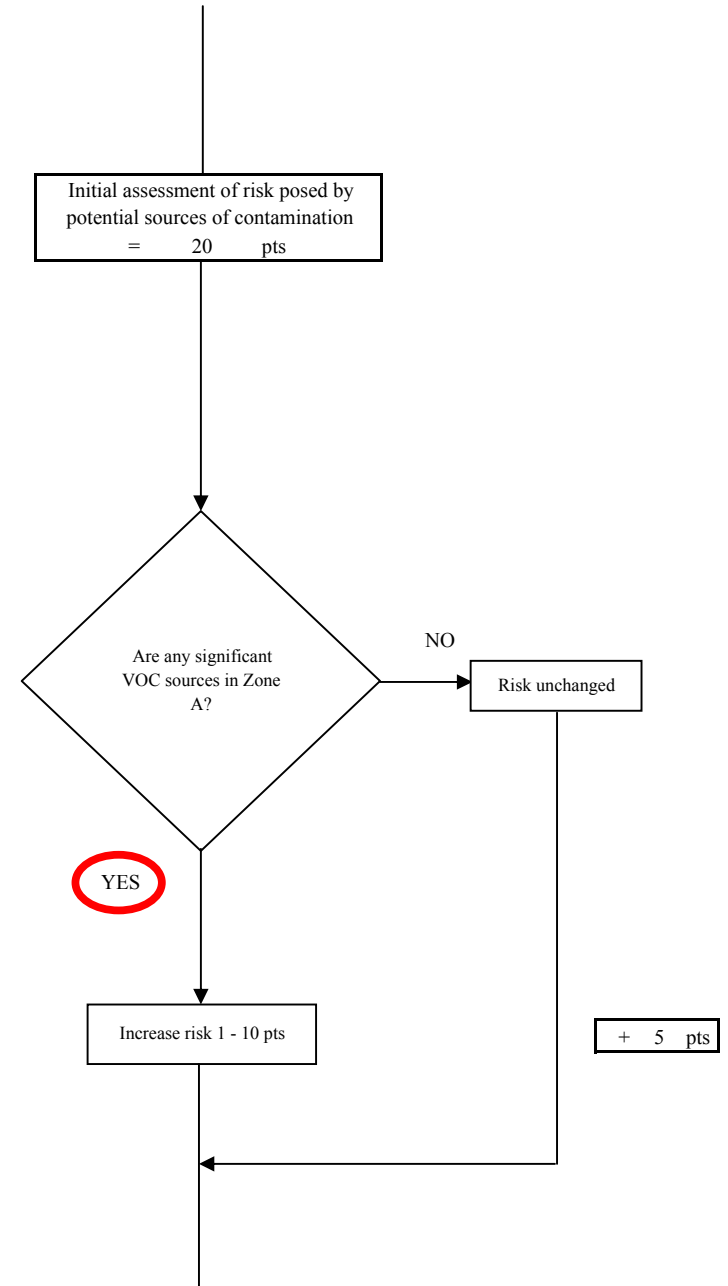 Initial assessment of risk posed by
potential sources of contamination
= 20 pts
Are any significant
VOC sources in Zone
A?
NO
Risk unchanged
YES
Increase risk 1 - 10 pts
+ 5 pts